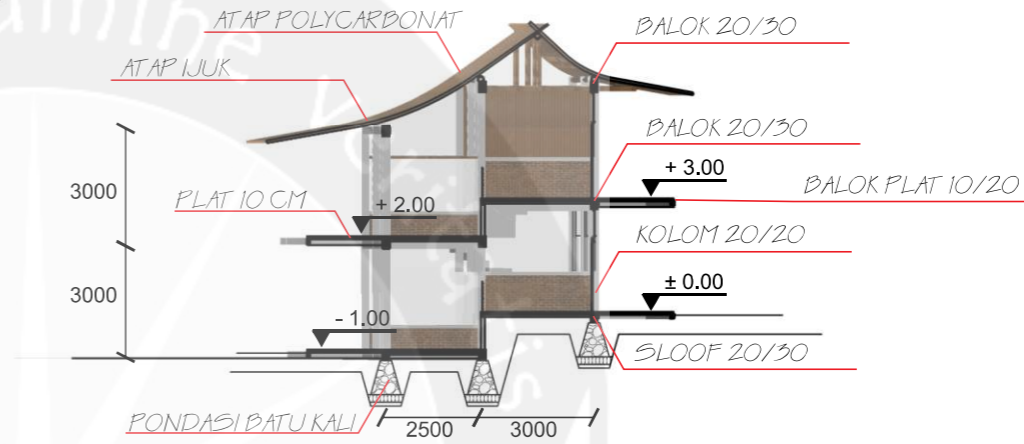 ATAP POLYCARBONAT
BALOK 20/30
ATAP IJUK
BALOK 20/30
+ 3.00
BALOK PLAT 10/20
3000
PLAT 10 CM
+ 2.00
KOLOM 20/20
± 0.00
3000
- 1.00
SLOOF 20/30
PONDASI BATU KALI
2500
3000